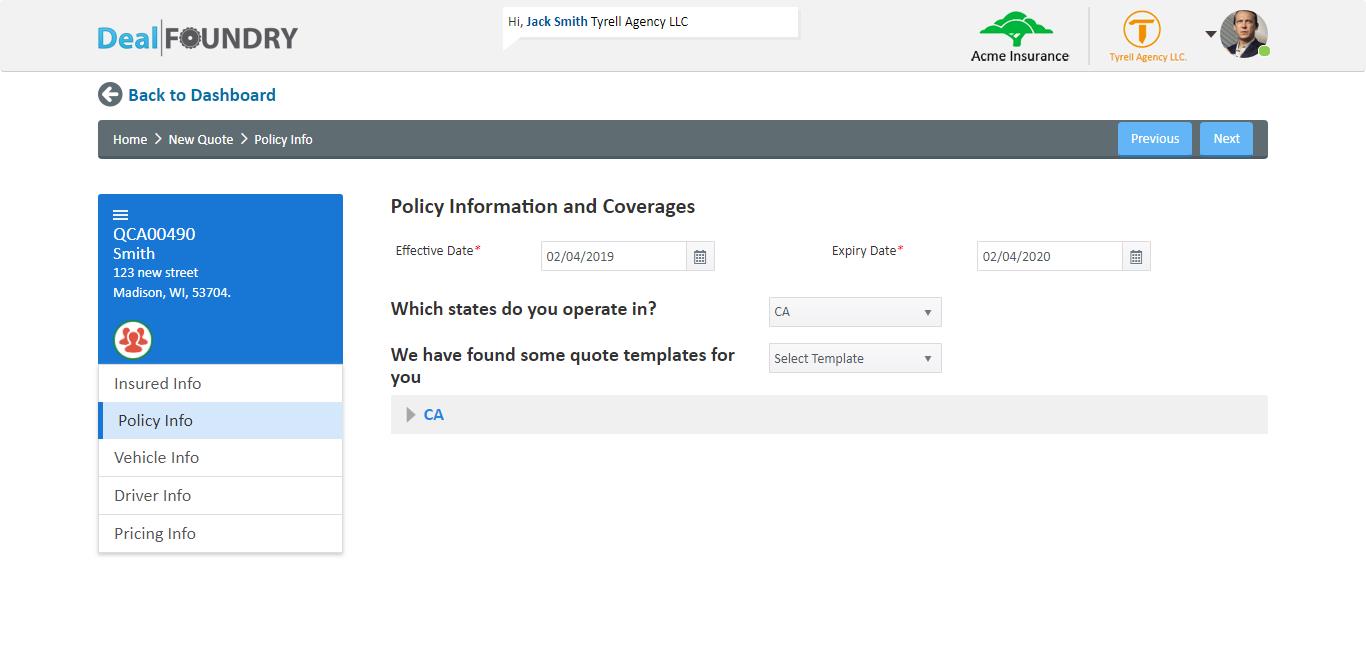 Deal FOUNDRY
Hi, Jack Smith Tyrell Agency LLC
Acme Insurance
T
Tyrell Agency LLC.
Back to Dashboard
Home > New Quote > Policy Info
Previous
Next
QCA00490
Smith
123 new street
Madison, WI, 53704.
Insured Info
Policy Info
Vehicle Info
Driver Info
Pricing Info
Policy Information and Coverages
Effective Date* 02/04/2019
Expiry Date* 02/04/2020
Which states do you operate in? CA
We have found some quote templates for Select Template
you
CA